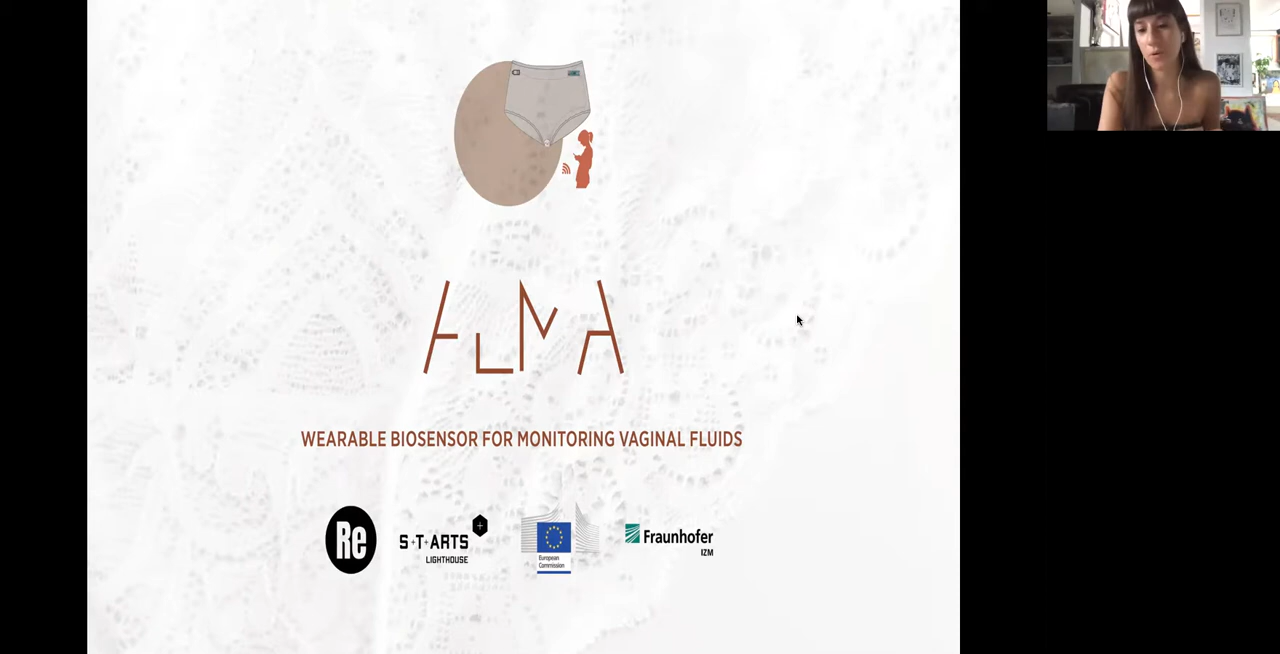 ALMA
WEARABLE BIOSENSOR FOR MONITORING VAGINAL FLUIDS
Re
S+T+ARTS
LIGHTHOUSE
European
Commission
Fraunhofer
IZM